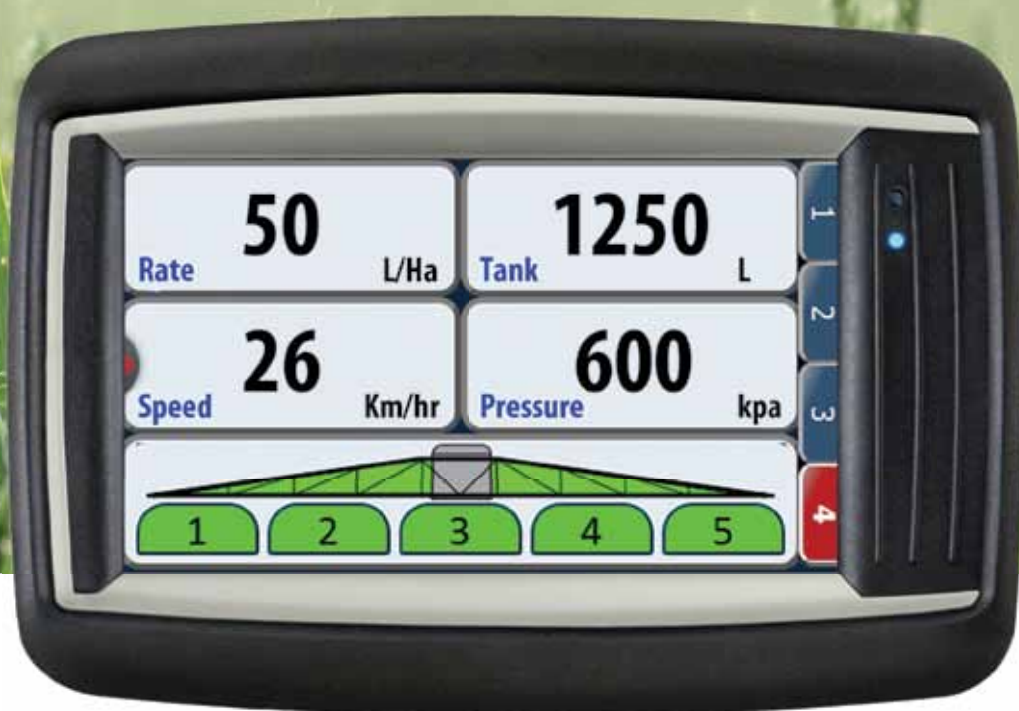 50
Rate L/Ha
1250
Tank L
26
Speed Km/hr
600
Pressure kpa
1 2 3 4 5
1
2
3
4